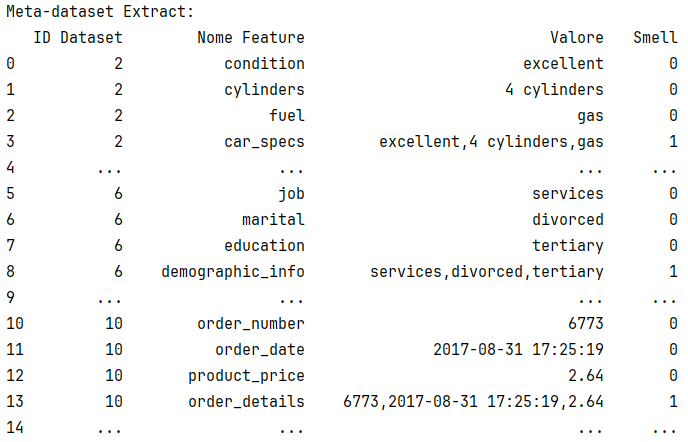 Meta-dataset Extract:
ID Dataset Nome Feature Valore Smell
0 2 condition excellent 0
1 2 cylinders 4 cylinders 0
2 2 fuel gas 0
3 2 car_specs excellent,4 cylinders,gas 1
4 ... ... ... ...
5 6 job services 0
6 6 marital divorced 0
7 6 education tertiary 0
8 6 demographic_info services,divorced,tertiary 1
9 ... ... ... ...
10 10 order_number 6773 0
11 10 order_date 2017-08-31 17:25:19 0
12 10 product_price 2.64 0
13 10 order_details 6773,2017-08-31 17:25:19,2.64 1
14 ... ... ... ...